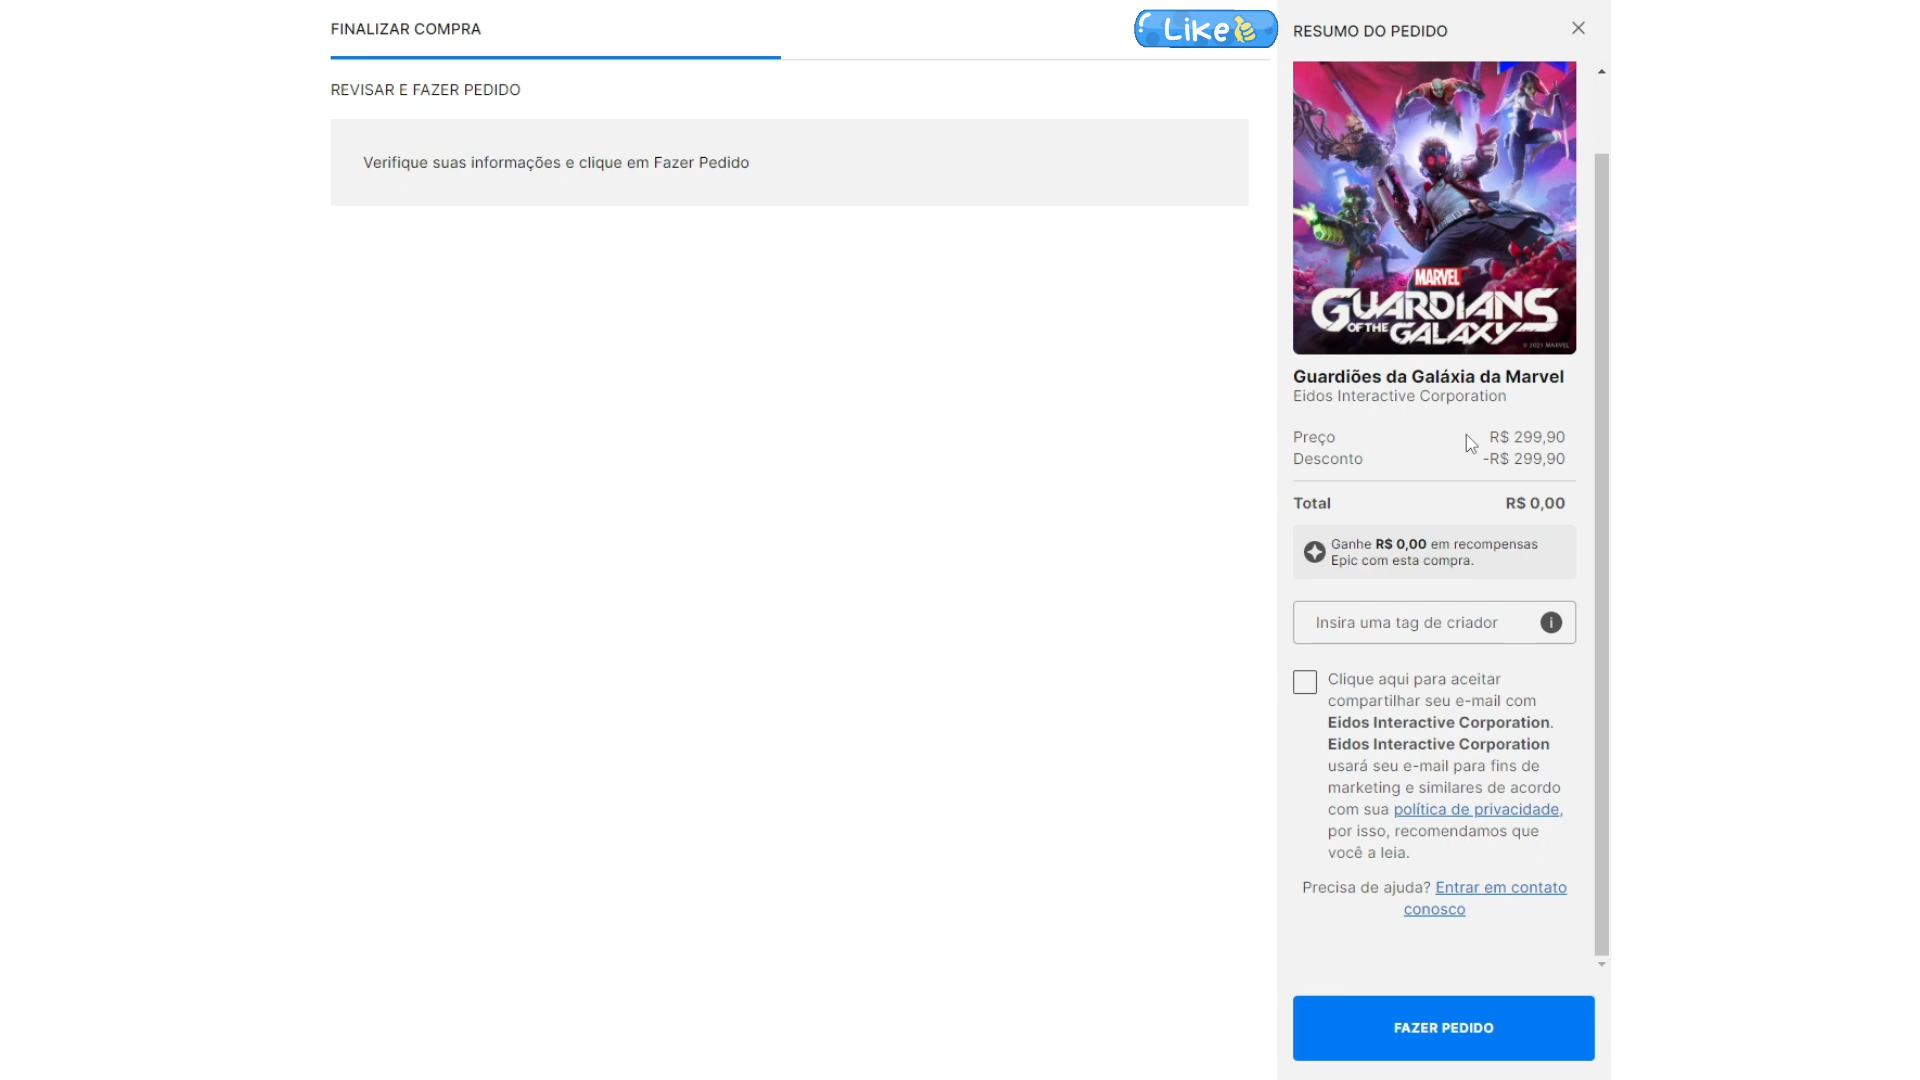 FINALIZAR COMPRA
Like
REVISAR E FAZER PEDIDO
Verifique suas informações e clique em Fazer Pedido
RESUMO DO PEDIDO
MARVEL
GUARDIANS
OF THE
GALAXY
© 2021 MARVEL
Guardiões da Galáxia da Marvel
Eidos Interactive Corporation
Preço R$ 299,90
Desconto -R$ 299,90
Total R$ 0,00
Ganhe R$ 0,00 em recompensas
Epic com esta compra.
Insira uma tag de criador
Clique aqui para aceitar
compartilhar seu e-mail com
Eidos Interactive Corporation.
Eidos Interactive Corporation
usará seu e-mail para fins de
marketing e similares de acordo
com sua política de privacidade,
por isso, recomendamos que
você a leia.
Precisa de ajuda? Entrar em contato
conosco
FAZER PEDIDO